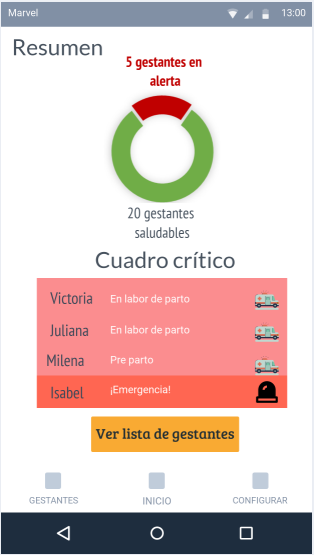 Marvel 13:00
Resumen
5 gestantes en
alerta
20 gestantes
saludables
Cuadro crítico
Victoria En labor de parto
Juliana En labor de parto
Milena Pre parto
Isabel ¡Emergencia!
Ver lista de gestantes
GESTANTES INICIO CONFIGURAR